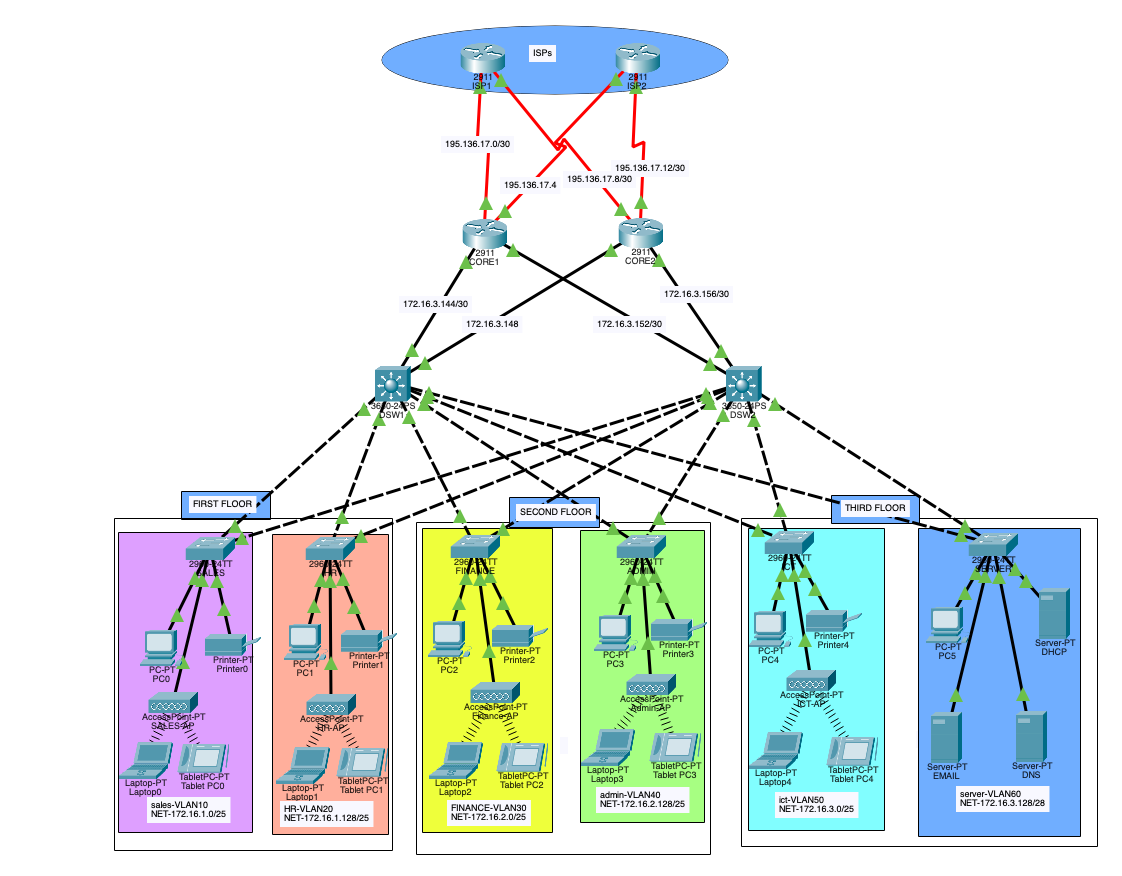 ISPs
2911
ISP1
2911
ISP2
195.136.17.0/30
195.136.17.4
195.136.17.8/30
195.136.17.12/30
2911
CORE1
2911
CORE2
172.16.3.144/30
172.16.3.148
172.16.3.152/30
172.16.3.156/30
3650-24PS
DSW1
3650-24PS
DSW2
FIRST FLOOR
SECOND FLOOR
THIRD FLOOR
2960-24TT
SALES
PC-PT
PC0
Printer-PT
Printer0
AccessPoint-PT
SALES-AP
Laptop-PT
Laptop0
TabletPC-PT
Tablet PC0
sales-VLAN10
NET-172.16.1.0/25
2960-24TT
HR
PC-PT
PC1
Printer-PT
Printer1
AccessPoint-PT
HR-AP
Laptop-PT
Laptop1
TabletPC-PT
Tablet PC1
HR-VLAN20
NET-172.16.1.128/25
2960-24TT
FINANCE
PC-PT
PC2
Printer-PT
Printer2
AccessPoint-PT
Finance-AP
Laptop-PT
Laptop2
TabletPC-PT
Tablet PC2
FINANCE-VLAN30
NET-172.16.2.0/25
2960-24TT
ADMIN
PC-PT
PC3
Printer-PT
Printer3
AccessPoint-PT
Admin-AP
Laptop-PT
Laptop3
TabletPC-PT
Tablet PC3
admin-VLAN40
NET-172.16.2.128/25
2960-24TT
ICT
PC-PT
PC4
Printer-PT
Printer4
AccessPoint-PT
ICT-AP
Laptop-PT
Laptop4
TabletPC-PT
Tablet PC4
ict-VLAN50
NET-172.16.3.0/25
2960-24TT
SERVER
PC-PT
PC5
Server-PT
DHCP
Server-PT
EMAIL
Server-PT
DNS
server-VLAN60
NET-172.16.3.128/28